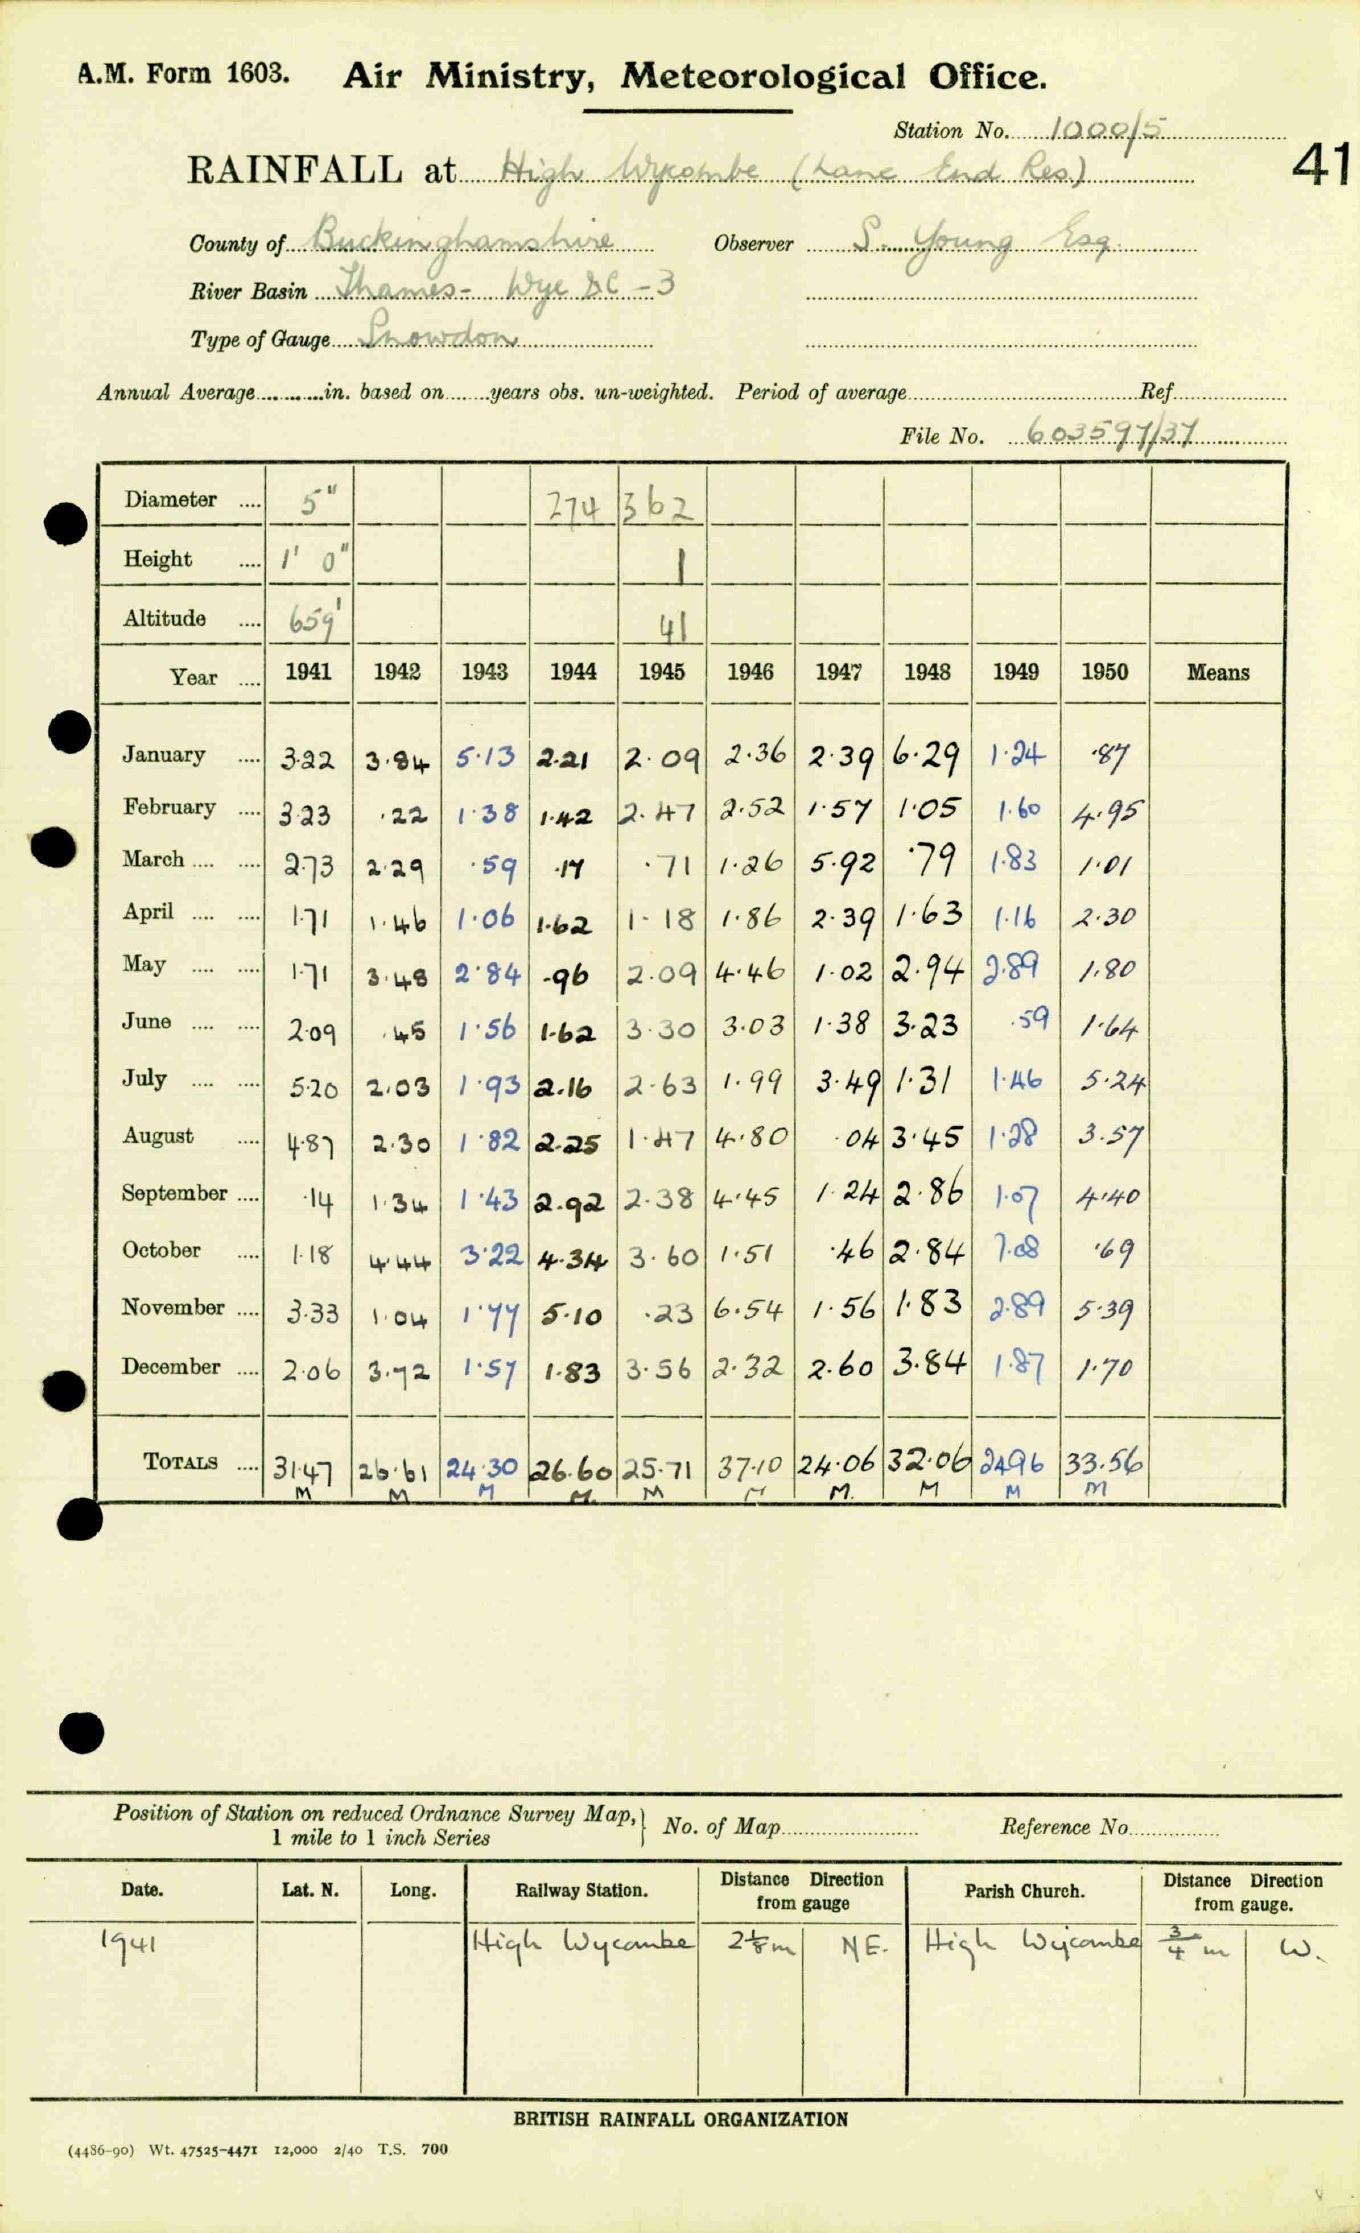 A.M. Form 1603. Air Ministry, Meteorological Office.
Station No. 1000/5
RAINFALL at High Wycombe (Lane End Res.)
41
County of Buckinghamshire Observer S. Young Esq.
River Basin Thames - Wye &C - 3
Type of Gauge Snowdon
Annual Average in. based on years obs. un-weighted. Period of average Ref
File No. 603597/37
Diameter 5" 274 362
Height 1' 0" 1
Altitude 659' 41
Year 1941 1942 1943 1944 1945 1946 1947 1948 1949 1950 Means
January 3.22 3.84 5.13 2.21 2.09 2.36 2.39 6.29 1.24 .87
February 3.23 .22 1.38 1.42 2.47 2.52 1.57 1.05 1.60 4.95
March 2.73 2.29 .59 .17 .71 1.26 5.92 .79 1.83 1.01
April 1.71 1.46 1.06 1.62 1.18 1.86 2.39 1.63 1.16 2.30
May 1.71 3.48 2.84 .96 2.09 4.46 1.02 2.94 2.89 1.80
June 2.09 .45 1.56 1.62 3.30 3.03 1.38 3.23 .59 1.64
July 5.20 2.03 1.93 2.16 2.63 1.99 3.49 1.31 1.46 5.24
August 4.87 2.30 1.82 2.25 1.47 4.80 .04 3.45 1.28 3.57
September .14 1.34 1.43 2.92 2.38 4.45 1.24 2.86 1.07 4.40
October 1.18 4.44 3.22 4.34 3.60 1.51 .46 2.84 7.08 .69
November 3.33 1.04 1.77 5.10 .23 6.54 1.56 1.83 2.89 5.39
December 2.06 3.72 1.57 1.83 3.56 2.32 2.60 3.84 1.87 1.70
TOTALS 31.47 26.61 24.30 26.60 25.71 37.10 24.06 32.06 24.96 33.56
M M M M. M M M. M M M
Position of Station on reduced Ordnance Survey Map, 1 mile to 1 inch Series } No. of Map Reference No.
Date. Lat. N. Long. Railway Station. Distance Direction from gauge Parish Church. Distance Direction from gauge.
1941 High Wycombe 2 1/8 m NE. High Wycombe 3/4 m W.
BRITISH RAINFALL ORGANIZATION
(4486-90) Wt. 47525-4471 12,000 2/40 T.S. 700